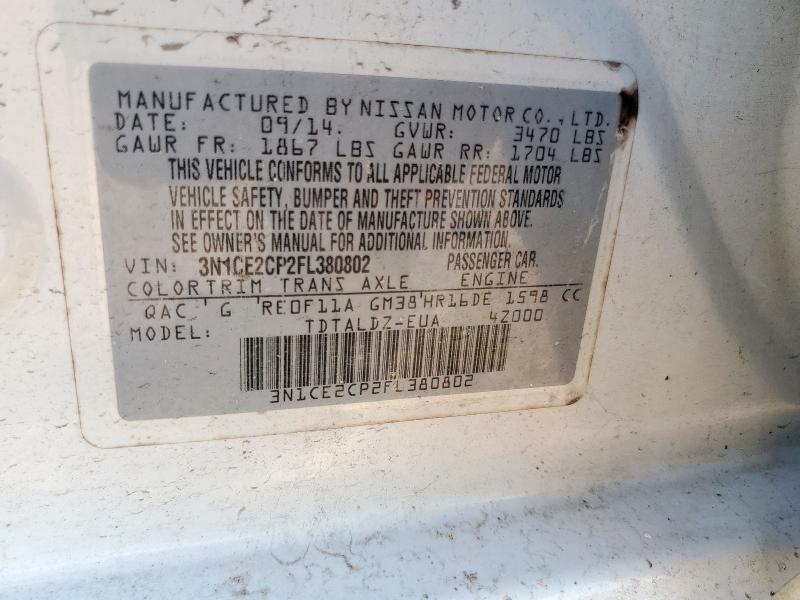 MANUFACTURED BY NISSAN MOTOR CO., LTD.
DATE: 09/14. GVWR: 3470 LBS
GAWR FR: 1867 LBS GAWR RR: 1704 LBS
THIS VEHICLE CONFORMS TO ALL APPLICABLE FEDERAL MOTOR
VEHICLE SAFETY, BUMPER AND THEFT PREVENTION STANDARDS
IN EFFECT ON THE DATE OF MANUFACTURE SHOWN ABOVE.
SEE OWNER'S MANUAL FOR ADDITIONAL INFORMATION.
VIN: 3N1CE2CP2FL380802 PASSENGER CAR.
COLOR TRIM TRANS AXLE ENGINE
QAC G RE0F11A GM38 HR16DE 1598 CC
MODEL: TDTALDZ-EUA 42000
3N1CE2CP2FL380802